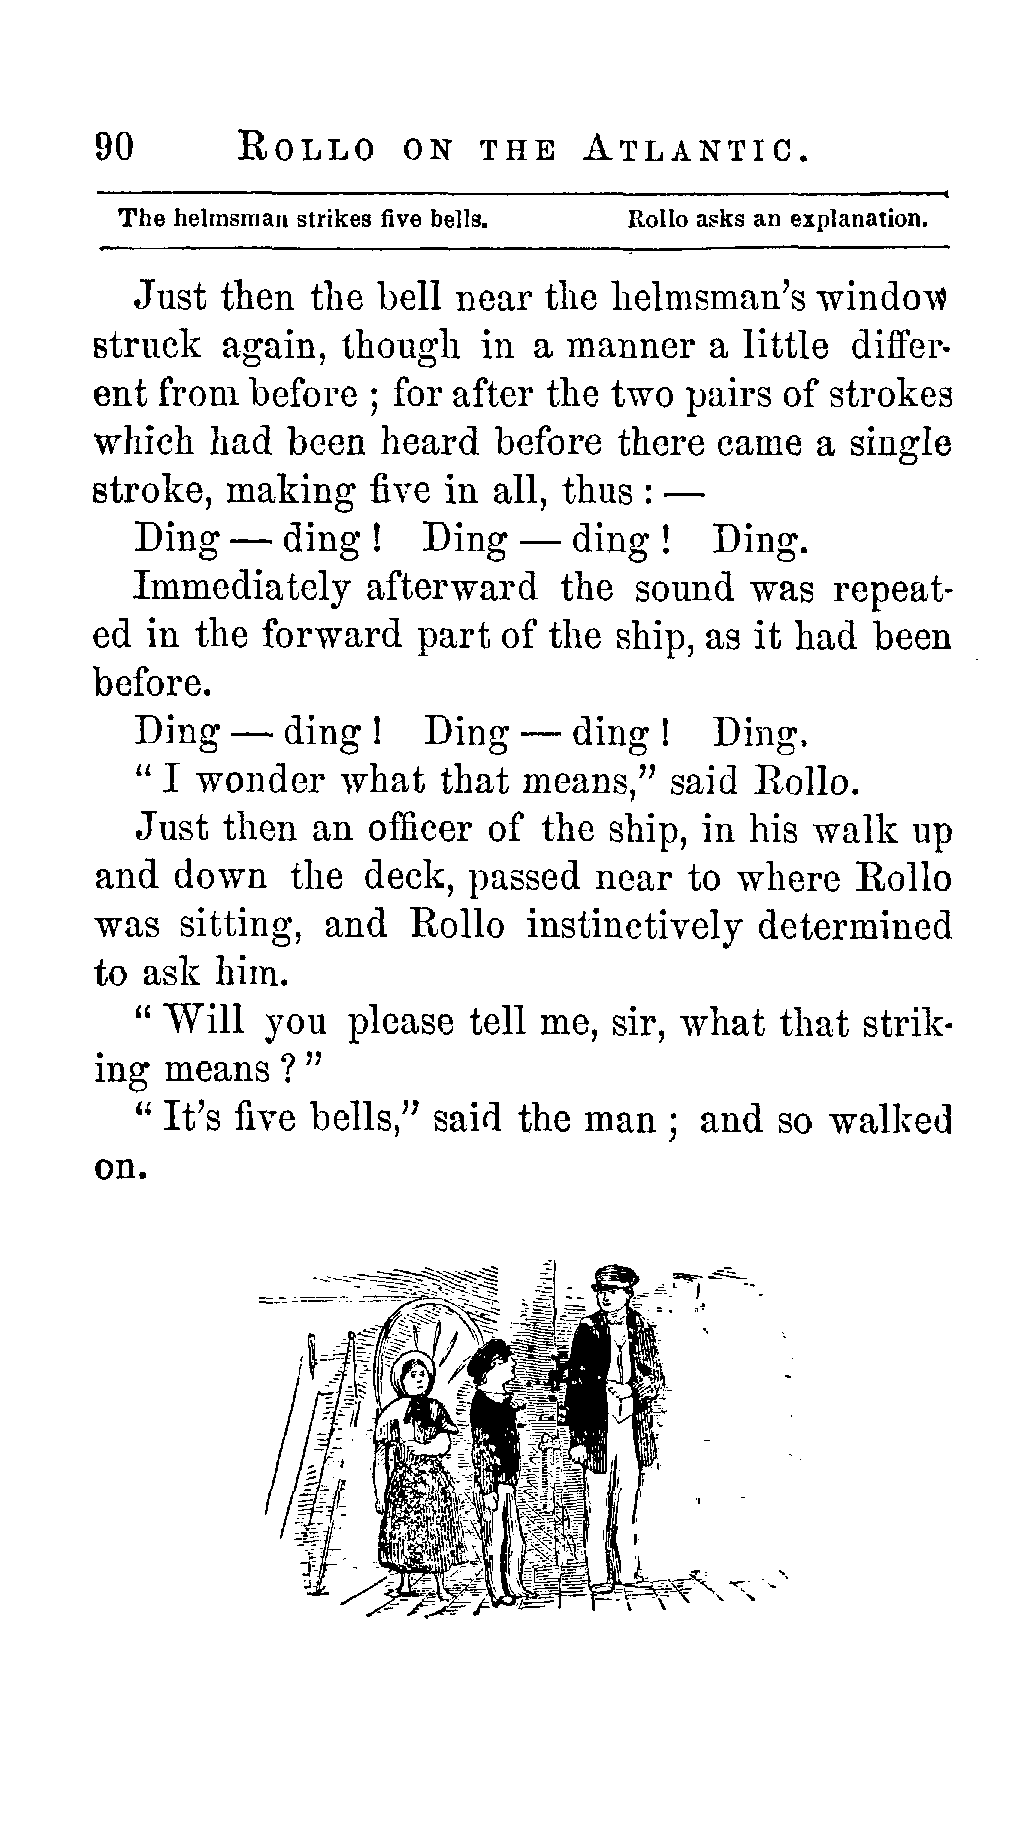 90 ROLLO ON THE ATLANTIC.
The helmsman strikes five bells. Rollo asks an explanation.
Just then the bell near the helmsman's window
struck again, though in a manner a little differ-
ent from before ; for after the two pairs of strokes
which had been heard before there came a single
stroke, making five in all, thus : —
Ding — ding ! Ding — ding ! Ding.
Immediately afterward the sound was repeat-
ed in the forward part of the ship, as it had been
before.
Ding — ding ! Ding — ding ! Ding.
" I wonder what that means," said Rollo.
Just then an officer of the ship, in his walk up
and down the deck, passed near to where Rollo
was sitting, and Rollo instinctively determined
to ask him.
" Will you please tell me, sir, what that strik-
ing means ? "
" It's five bells," said the man ; and so walked
on.